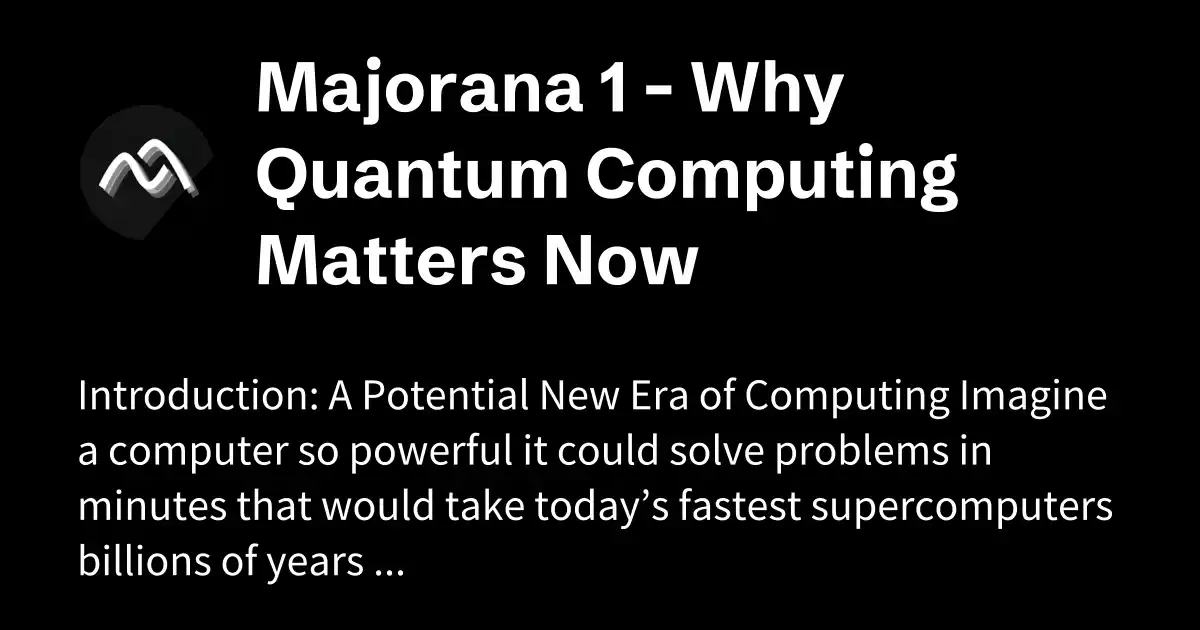 Majorana 1 - Why
Quantum Computing
Matters Now
Introduction: A Potential New Era of Computing Imagine
a computer so powerful it could solve problems in
minutes that would take today’s fastest supercomputers
billions of years ...